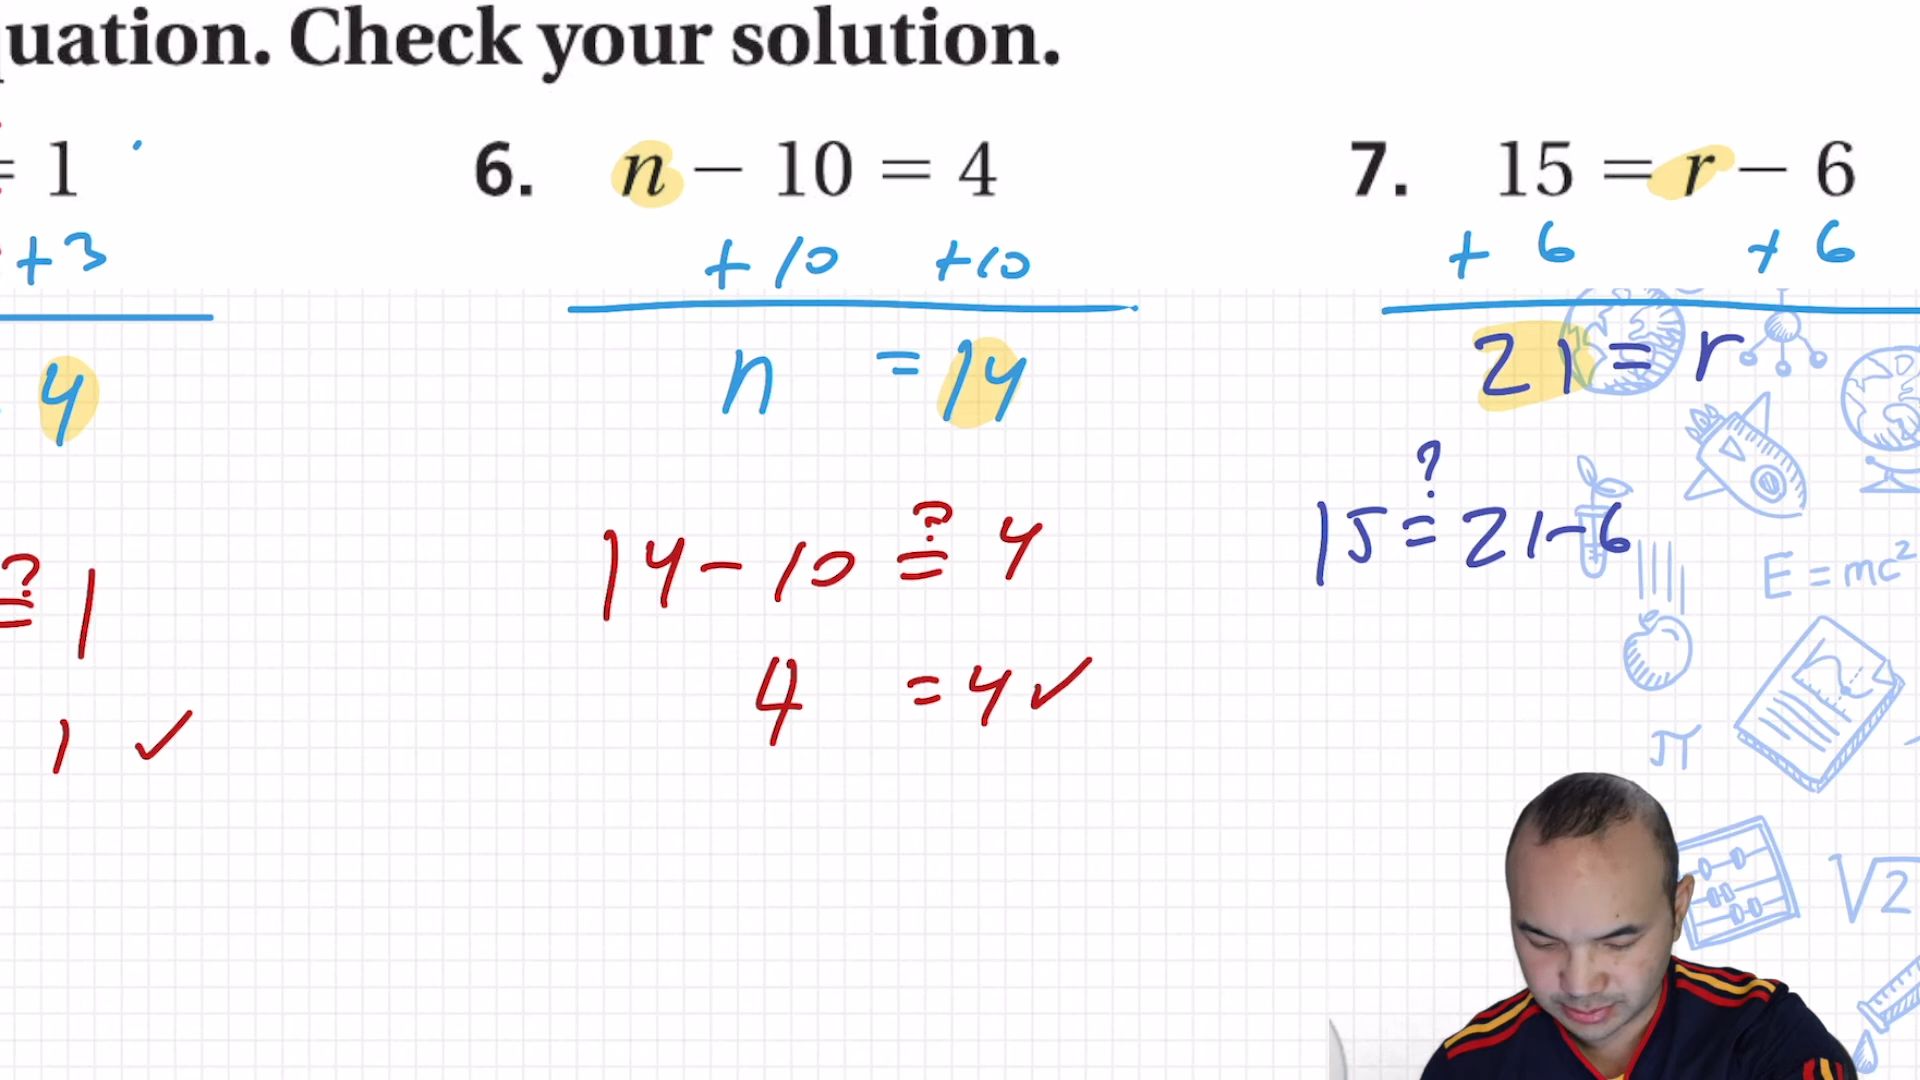 uation. Check your solution.
= 1
6. n − 10 = 4
7. 15 = r − 6
+3
+10 +10
+ 6 + 6
4
n = 14
21 = r
?
= 1
14 - 10 ?= 4
15 ?= 21-6
1 ✓
4 = 4 ✓
E = mc²
π
√2